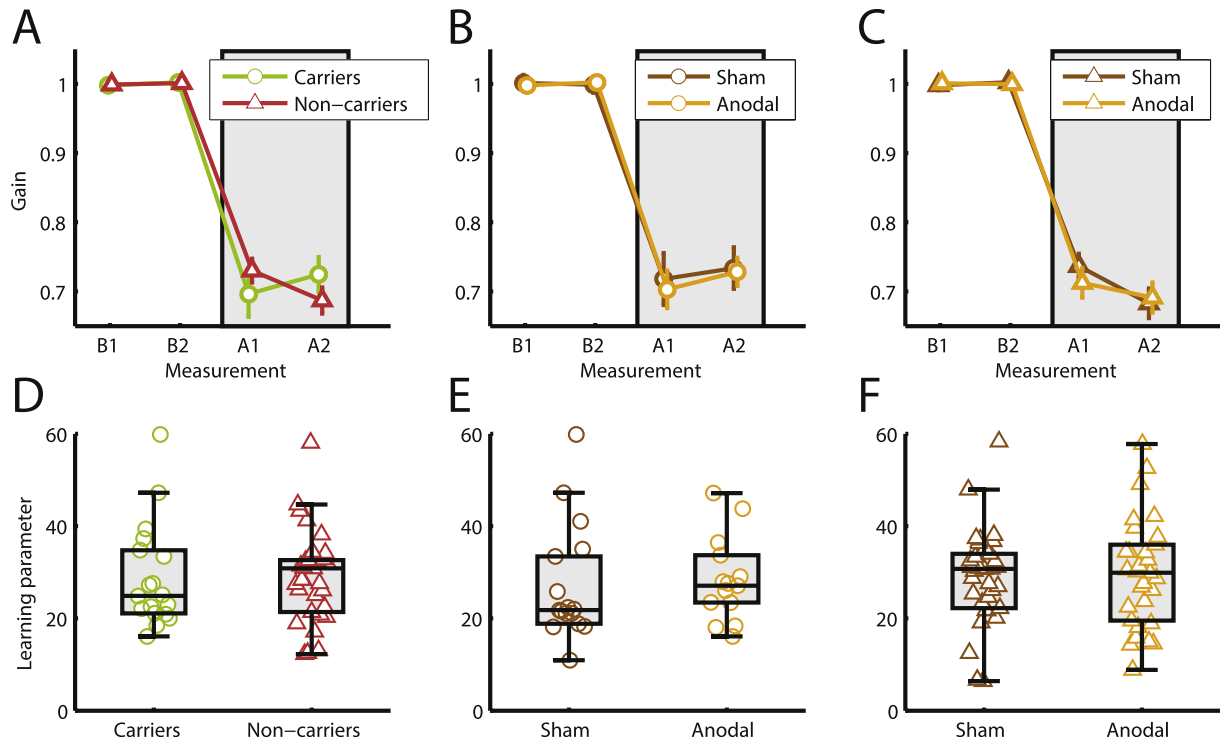 A
B
C
Carriers
Non−carriers
Sham
Anodal
Sham
Anodal
Gain
1
0.9
0.8
0.7
B1 B2 A1 A2
Measurement
1
0.9
0.8
0.7
B1 B2 A1 A2
Measurement
1
0.9
0.8
0.7
B1 B2 A1 A2
Measurement
D
E
F
Learning parameter
60
40
20
0
Carriers Non−carriers
60
40
20
0
Sham Anodal
60
40
20
0
Sham Anodal